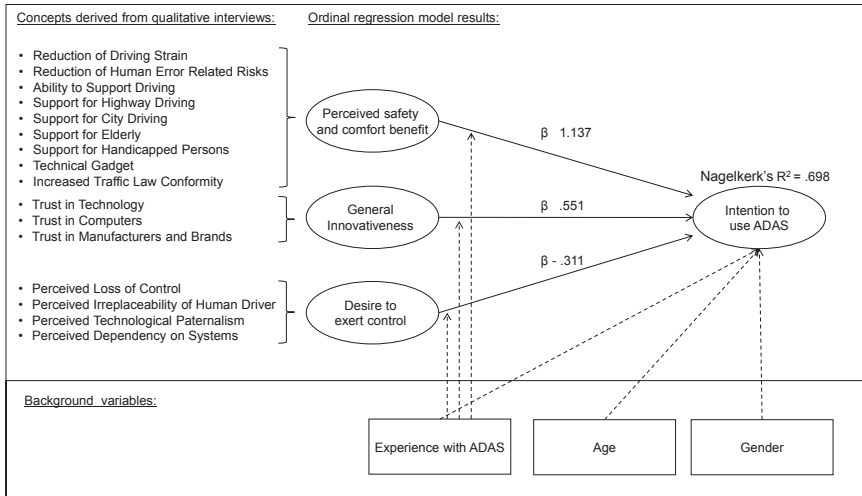 Concepts derived from qualitative interviews:
Ordinal regression model results:
• Reduction of Driving Strain
• Reduction of Human Error Related Risks
• Ability to Support Driving
• Support for Highway Driving
• Support for City Driving
• Support for Elderly
• Support for Handicapped Persons
• Technical Gadget
• Increased Traffic Law Conformity
Perceived safety
and comfort benefit
β 1.137
• Trust in Technology
• Trust in Computers
• Trust in Manufacturers and Brands
General
Innovativeness
β .551
Nagelkerk's R² = .698
Intention to
use ADAS
• Perceived Loss of Control
• Perceived Irreplaceability of Human Driver
• Perceived Technological Paternalism
• Perceived Dependency on Systems
Desire to
exert control
β - .311
Background variables:
Experience with ADAS
Age
Gender